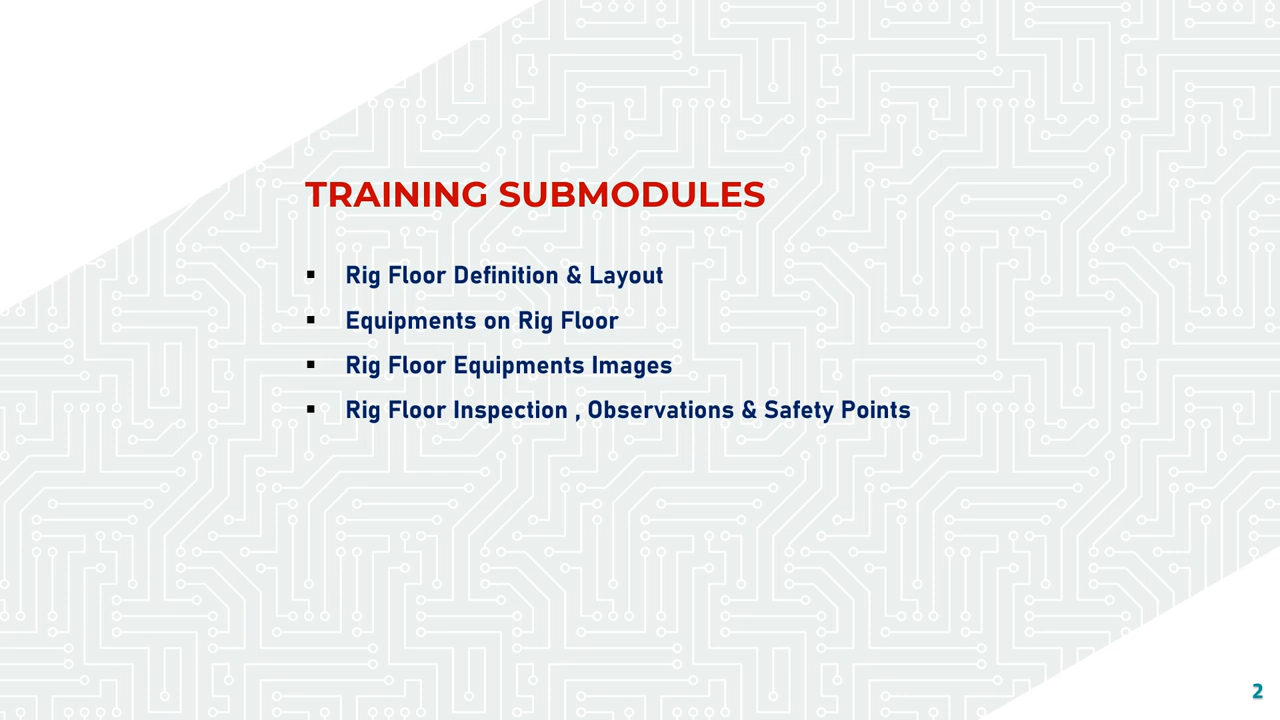 TRAINING SUBMODULES
▪ Rig Floor Definition & Layout
▪ Equipments on Rig Floor
▪ Rig Floor Equipments Images
▪ Rig Floor Inspection , Observations & Safety Points
2